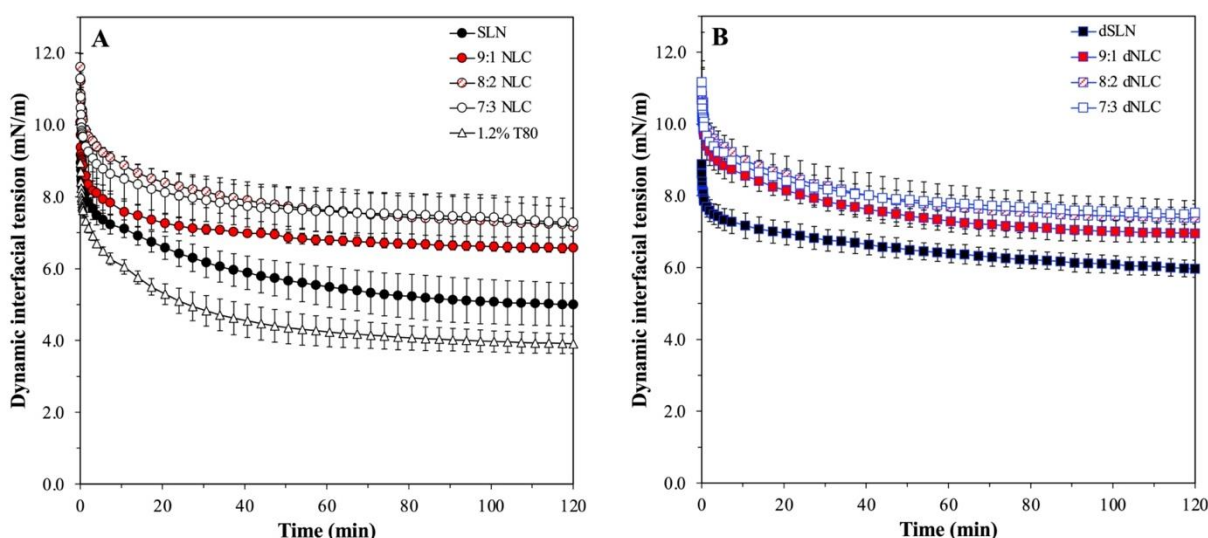 A
SLN
9:1 NLC
8:2 NLC
7:3 NLC
1.2% T80
Dynamic interfacial tension (mN/m)
12.0
10.0
8.0
6.0
4.0
2.0
0.0
0 20 40 60 80 100 120
Time (min)
B
dSLN
9:1 dNLC
8:2 dNLC
7:3 dNLC
Dynamic interfacial tension (mN/m)
12.0
10.0
8.0
6.0
4.0
2.0
0.0
0 20 40 60 80 100 120
Time (min)